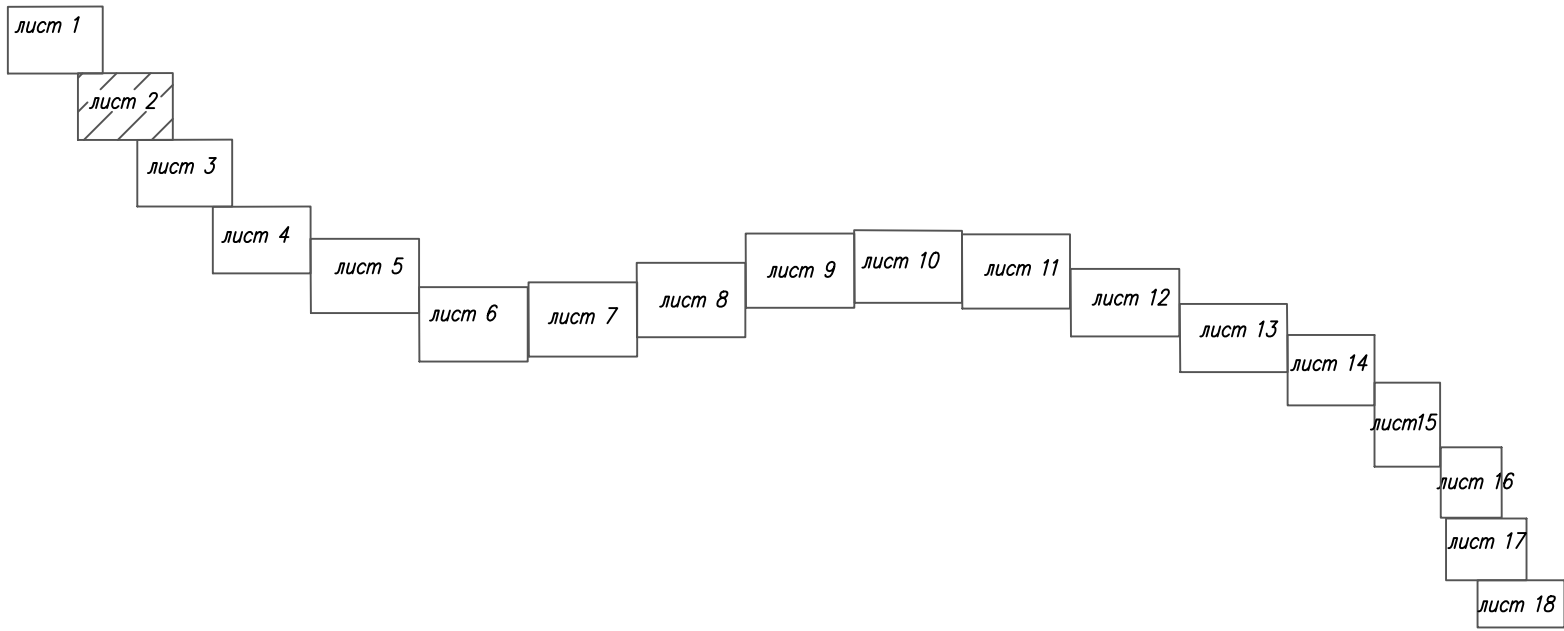 лист 1
лист 2
лист 3
лист 4
лист 5
лист 6
лист 7
лист 8
лист 9
лист 10
лист 11
лист 12
лист 13
лист 14
лист15
лист 16
лист 17
лист 18